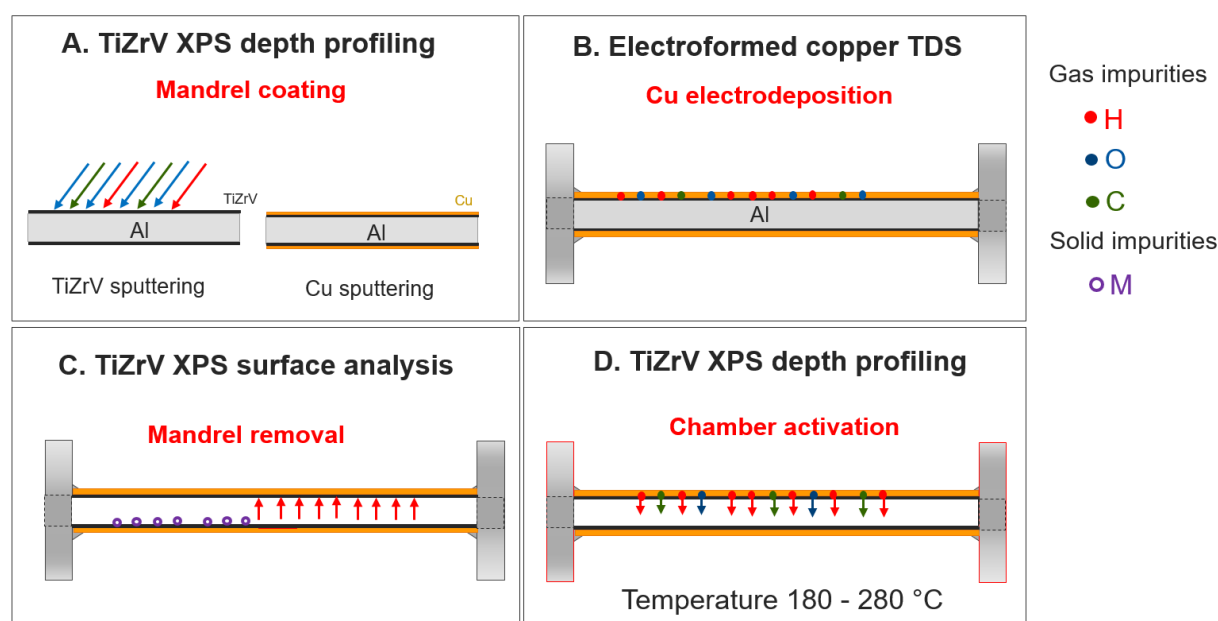 A. TiZrV XPS depth profiling
Mandrel coating
TiZrV
Al
TiZrV sputtering
Cu
Al
Cu sputtering
B. Electroformed copper TDS
Cu electrodeposition
Al
Gas impurities
H
O
C
Solid impurities
M
C. TiZrV XPS surface analysis
Mandrel removal
D. TiZrV XPS depth profiling
Chamber activation
Temperature 180 - 280 °C